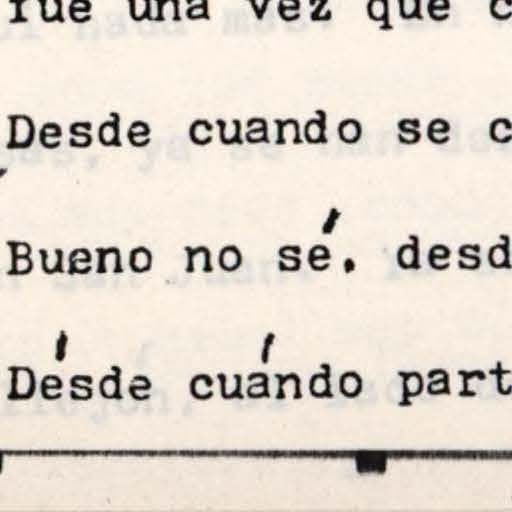 fue una vez que
Desde cuando se
Bueno no sé. desd
Désde cuándo part